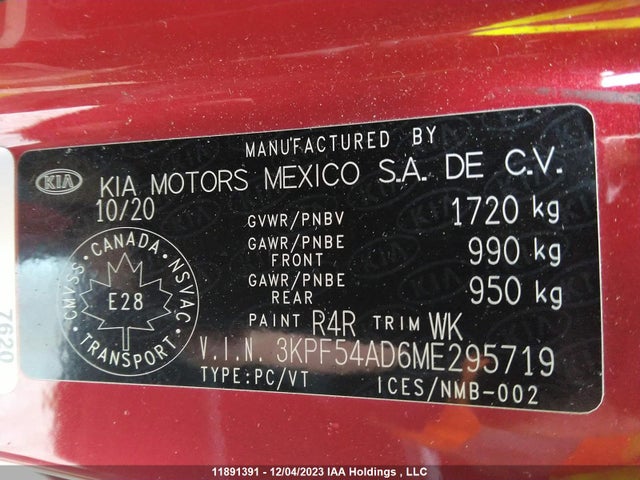 MANUFACTURED BY
KIA KIA MOTORS MEXICO S.A. DE C.V.
10/20
GVWR/PNBV 1720 kg
GAWR/PNBE FRONT 990 kg
GAWR/PNBE REAR 950 kg
CMVSS • CANADA • NSVAC
E28
• TRANSPORT •
PAINT R4R TRIM WK
V.I.N. 3KPF54AD6ME295719
TYPE:PC/VT ICES/NMB-002
7620
11891391 - 12/04/2023 IAA Holdings , LLC